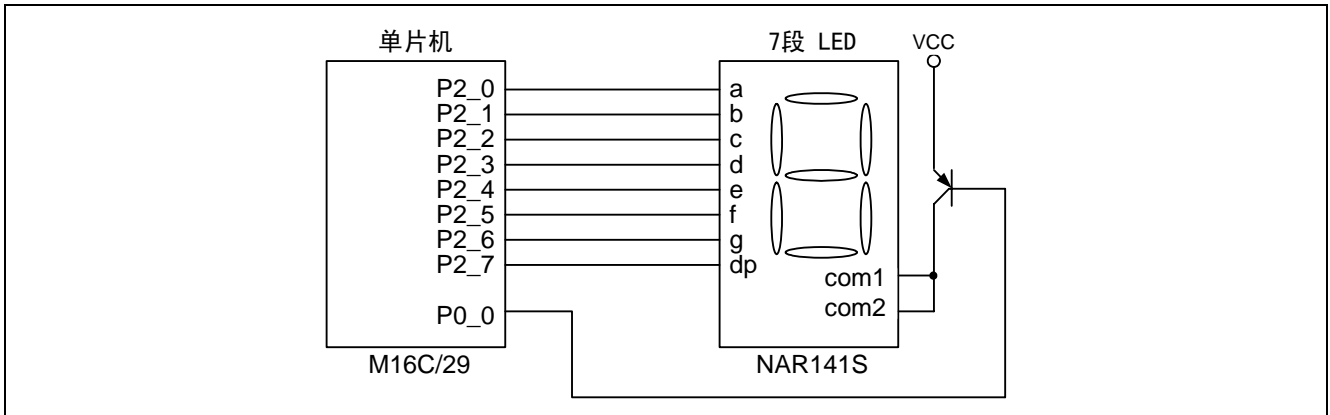 单片机
7段 LED
VCC
P2_0
P2_1
P2_2
P2_3
P2_4
P2_5
P2_6
P2_7
P0_0
a
b
c
d
e
f
g
dp
com1
com2
M16C/29
NAR141S